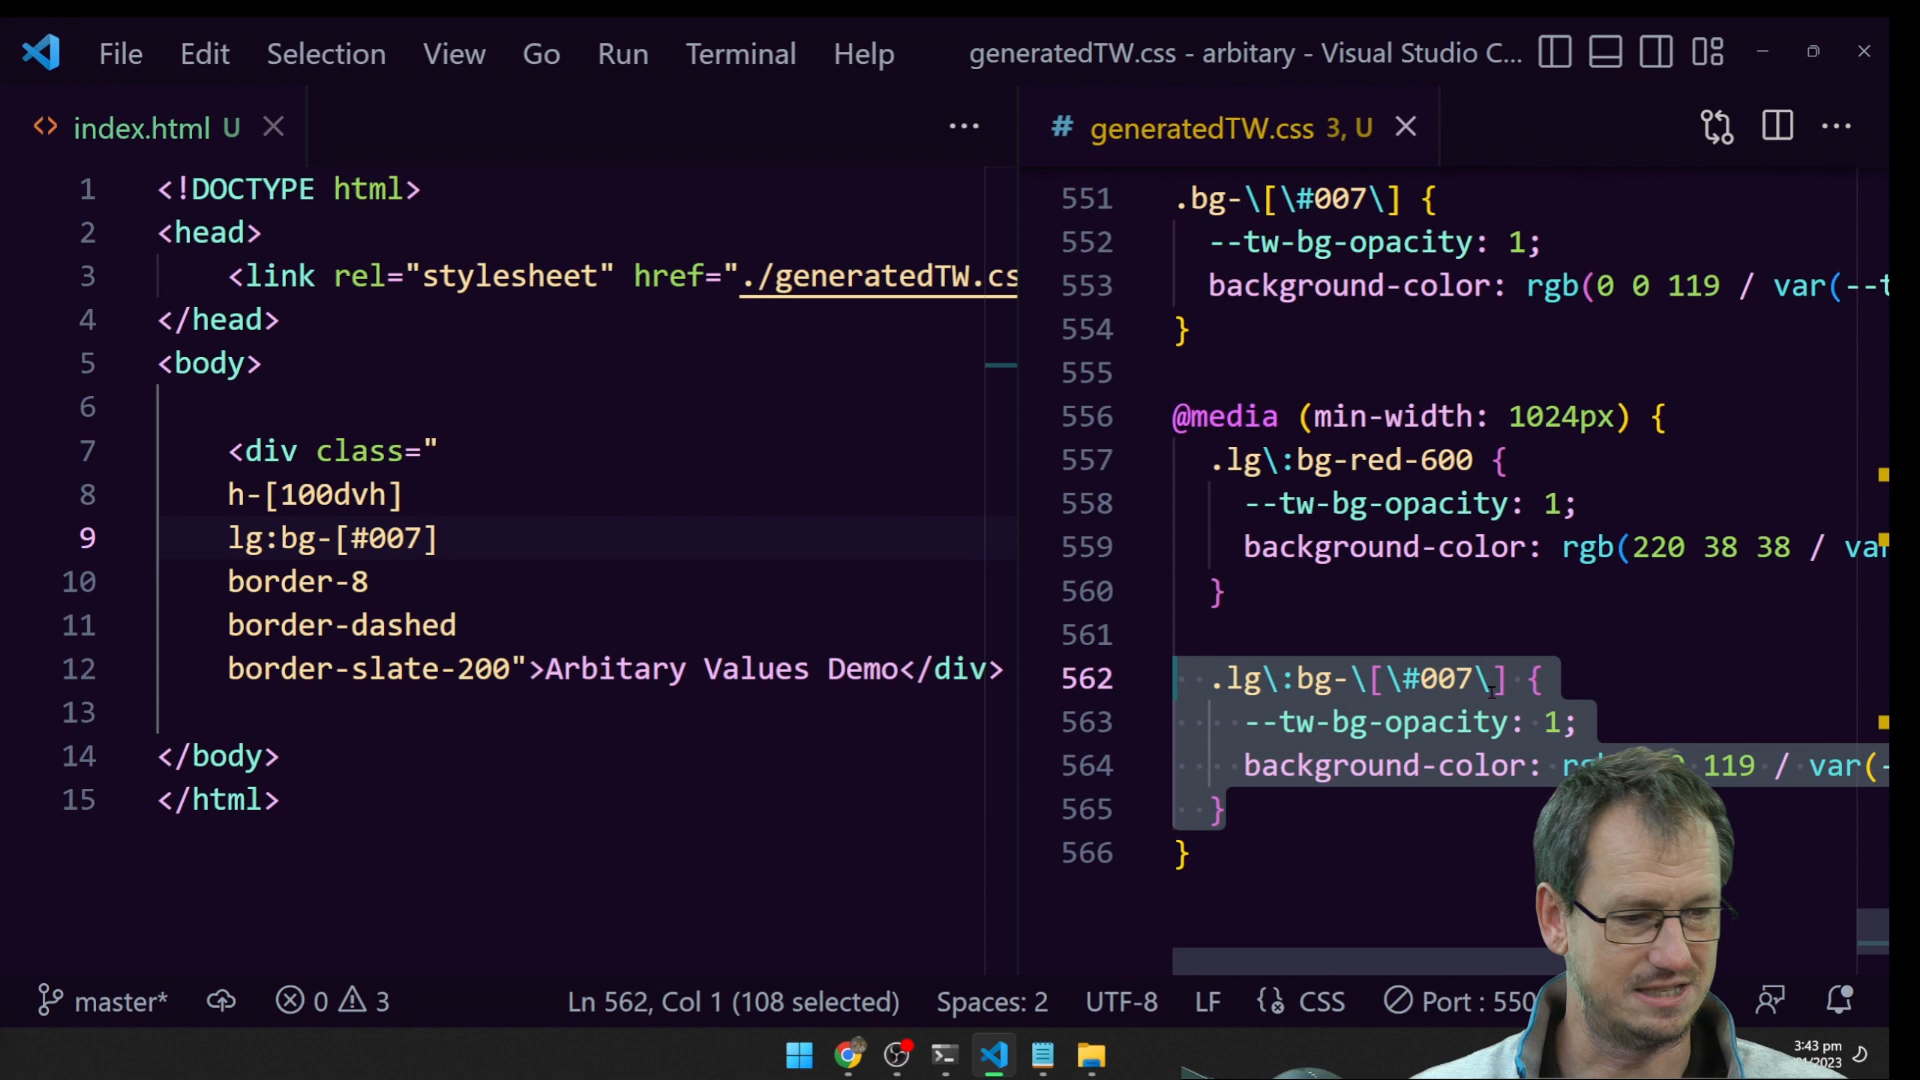 File Edit Selection View Go Run Terminal Help generatedTW.css - arbitary - Visual Studio C...
index.html U
generatedTW.css 3, U
1 <!DOCTYPE html>
2 <head>
3 <link rel="stylesheet" href="./generatedTW.cs
4 </head>
5 <body>
6
7 <div class="
8 h-[100dvh]
9 lg:bg-[#007]
10 border-8
11 border-dashed
12 border-slate-200">Arbitary Values Demo</div>
13
14 </body>
15 </html>
551 .bg-\[\#007\] {
552 --tw-bg-opacity: 1;
553 background-color: rgb(0 0 119 / var(--t
554 }
555
556 @media (min-width: 1024px) {
557 .lg\:bg-red-600 {
558 --tw-bg-opacity: 1;
559 background-color: rgb(220 38 38 / var
560 }
561
562 .lg\:bg-\[\#007\] {
563 --tw-bg-opacity: 1;
564 background-color: 119 / var(-
565 }
566 }
master* 0 3 Ln 562, Col 1 (108 selected) Spaces: 2 UTF-8 LF CSS Port : 550
3:43 pm
/2023